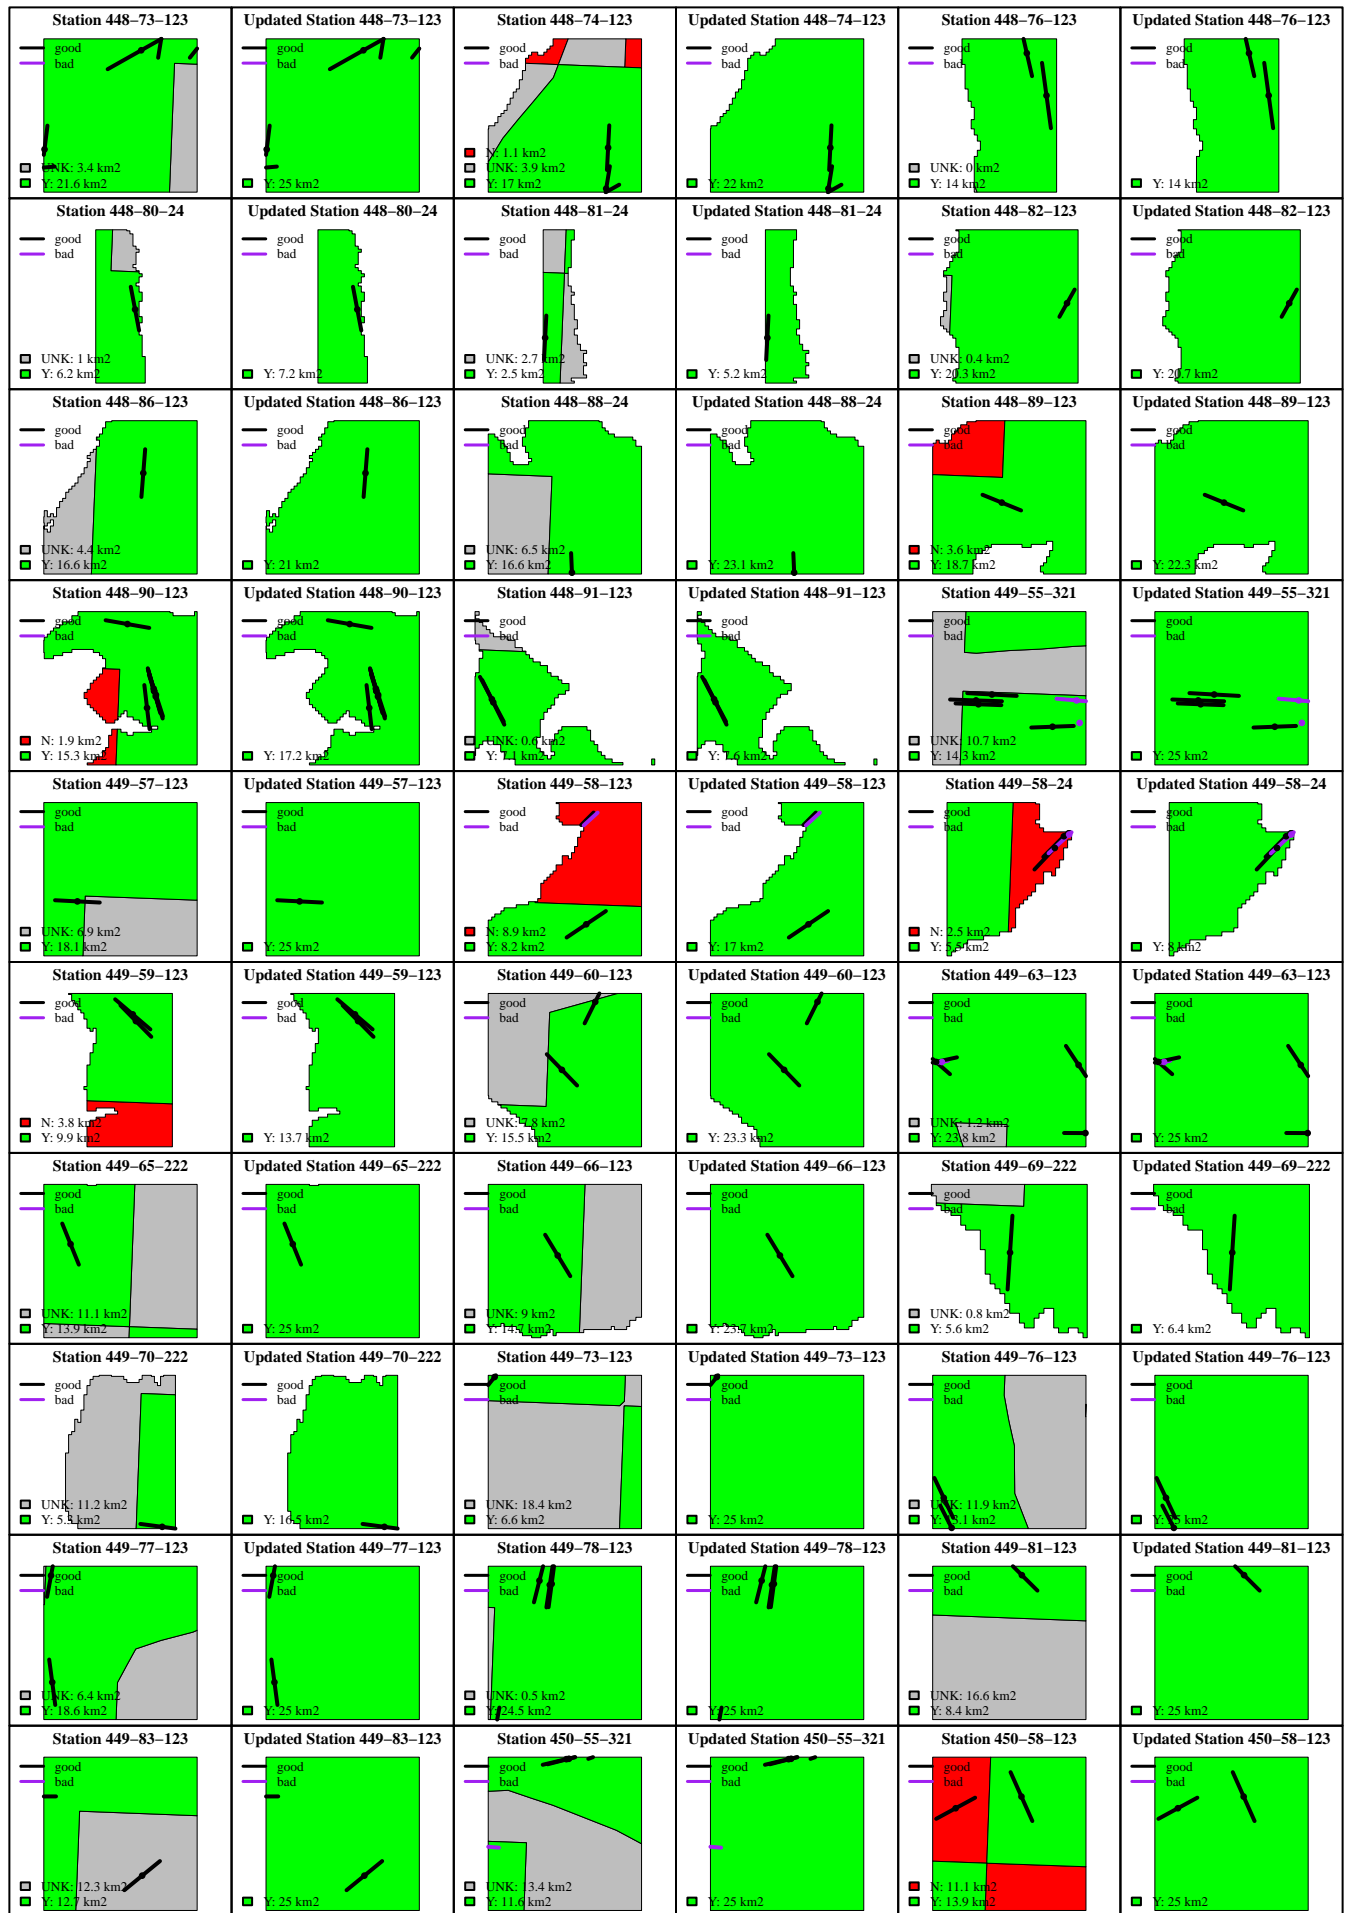 Station 448−73−123
good
bad
UNK: 3.4 km2
Y: 21.6 km2
Updated Station 448−73−123
good
bad
Y: 25 km2
Station 448−74−123
good
bad
N: 1.1 km2
UNK: 3.9 km2
Y: 17 km2
Updated Station 448−74−123
good
bad
Y: 22 km2
Station 448−76−123
good
bad
UNK: 0 km2
Y: 14 km2
Updated Station 448−76−123
good
bad
Y: 14 km2
Station 448−80−24
good
bad
UNK: 1 km2
Y: 6.2 km2
Updated Station 448−80−24
good
bad
Y: 7.2 km2
Station 448−81−24
good
bad
UNK: 2.7 km2
Y: 2.5 km2
Updated Station 448−81−24
good
bad
Y: 5.2 km2
Station 448−82−123
good
bad
UNK: 0.4 km2
Y: 20.3 km2
Updated Station 448−82−123
good
bad
Y: 20.7 km2
Station 448−86−123
good
bad
UNK: 4.4 km2
Y: 16.6 km2
Updated Station 448−86−123
good
bad
Y: 21 km2
Station 448−88−24
good
bad
UNK: 6.5 km2
Y: 16.6 km2
Updated Station 448−88−24
good
bad
Y: 23.1 km2
Station 448−89−123
good
bad
N: 3.6 km2
Y: 18.7 km2
Updated Station 448−89−123
good
bad
Y: 22.3 km2
Station 448−90−123
good
bad
N: 1.9 km2
Y: 15.3 km2
Updated Station 448−90−123
good
bad
Y: 17.2 km2
Station 448−91−123
good
bad
UNK: 0.6 km2
Y: 7.1 km2
Updated Station 448−91−123
good
bad
Y: 7.6 km2
Station 449−55−321
good
bad
UNK: 10.7 km2
Y: 14.3 km2
Updated Station 449−55−321
good
bad
Y: 25 km2
Station 449−57−123
good
bad
UNK: 6.9 km2
Y: 18.1 km2
Updated Station 449−57−123
good
bad
Y: 25 km2
Station 449−58−123
good
bad
N: 8.9 km2
Y: 8.2 km2
Updated Station 449−58−123
good
bad
Y: 17 km2
Station 449−58−24
good
bad
N: 2.5 km2
Y: 5.5 km2
Updated Station 449−58−24
good
bad
Y: 8 km2
Station 449−59−123
good
bad
N: 3.8 km2
Y: 9.9 km2
Updated Station 449−59−123
good
bad
Y: 13.7 km2
Station 449−60−123
good
bad
UNK: 7.8 km2
Y: 15.5 km2
Updated Station 449−60−123
good
bad
Y: 23.3 km2
Station 449−63−123
good
bad
UNK: 1.2 km2
Y: 23.8 km2
Updated Station 449−63−123
good
bad
Y: 25 km2
Station 449−65−222
good
bad
UNK: 11.1 km2
Y: 13.9 km2
Updated Station 449−65−222
good
bad
Y: 25 km2
Station 449−66−123
good
bad
UNK: 9 km2
Y: 14.7 km2
Updated Station 449−66−123
good
bad
Y: 23.7 km2
Station 449−69−222
good
bad
UNK: 0.8 km2
Y: 5.6 km2
Updated Station 449−69−222
good
bad
Y: 6.4 km2
Station 449−70−222
good
bad
UNK: 11.2 km2
Y: 5.3 km2
Updated Station 449−70−222
good
bad
Y: 16.5 km2
Station 449−73−123
good
bad
UNK: 18.4 km2
Y: 6.6 km2
Updated Station 449−73−123
good
bad
Y: 25 km2
Station 449−76−123
good
bad
UNK: 11.9 km2
Y: 13.1 km2
Updated Station 449−76−123
good
bad
Y: 25 km2
Station 449−77−123
good
bad
UNK: 6.4 km2
Y: 18.6 km2
Updated Station 449−77−123
good
bad
Y: 25 km2
Station 449−78−123
good
bad
UNK: 0.5 km2
Y: 24.5 km2
Updated Station 449−78−123
good
bad
Y: 25 km2
Station 449−81−123
good
bad
UNK: 16.6 km2
Y: 8.4 km2
Updated Station 449−81−123
good
bad
Y: 25 km2
Station 449−83−123
good
bad
UNK: 12.3 km2
Y: 12.7 km2
Updated Station 449−83−123
good
bad
Y: 25 km2
Station 450−55−321
good
bad
UNK: 13.4 km2
Y: 11.6 km2
Updated Station 450−55−321
good
bad
Y: 25 km2
Station 450−58−123
good
bad
N: 11.1 km2
Y: 13.9 km2
Updated Station 450−58−123
good
bad
Y: 25 km2